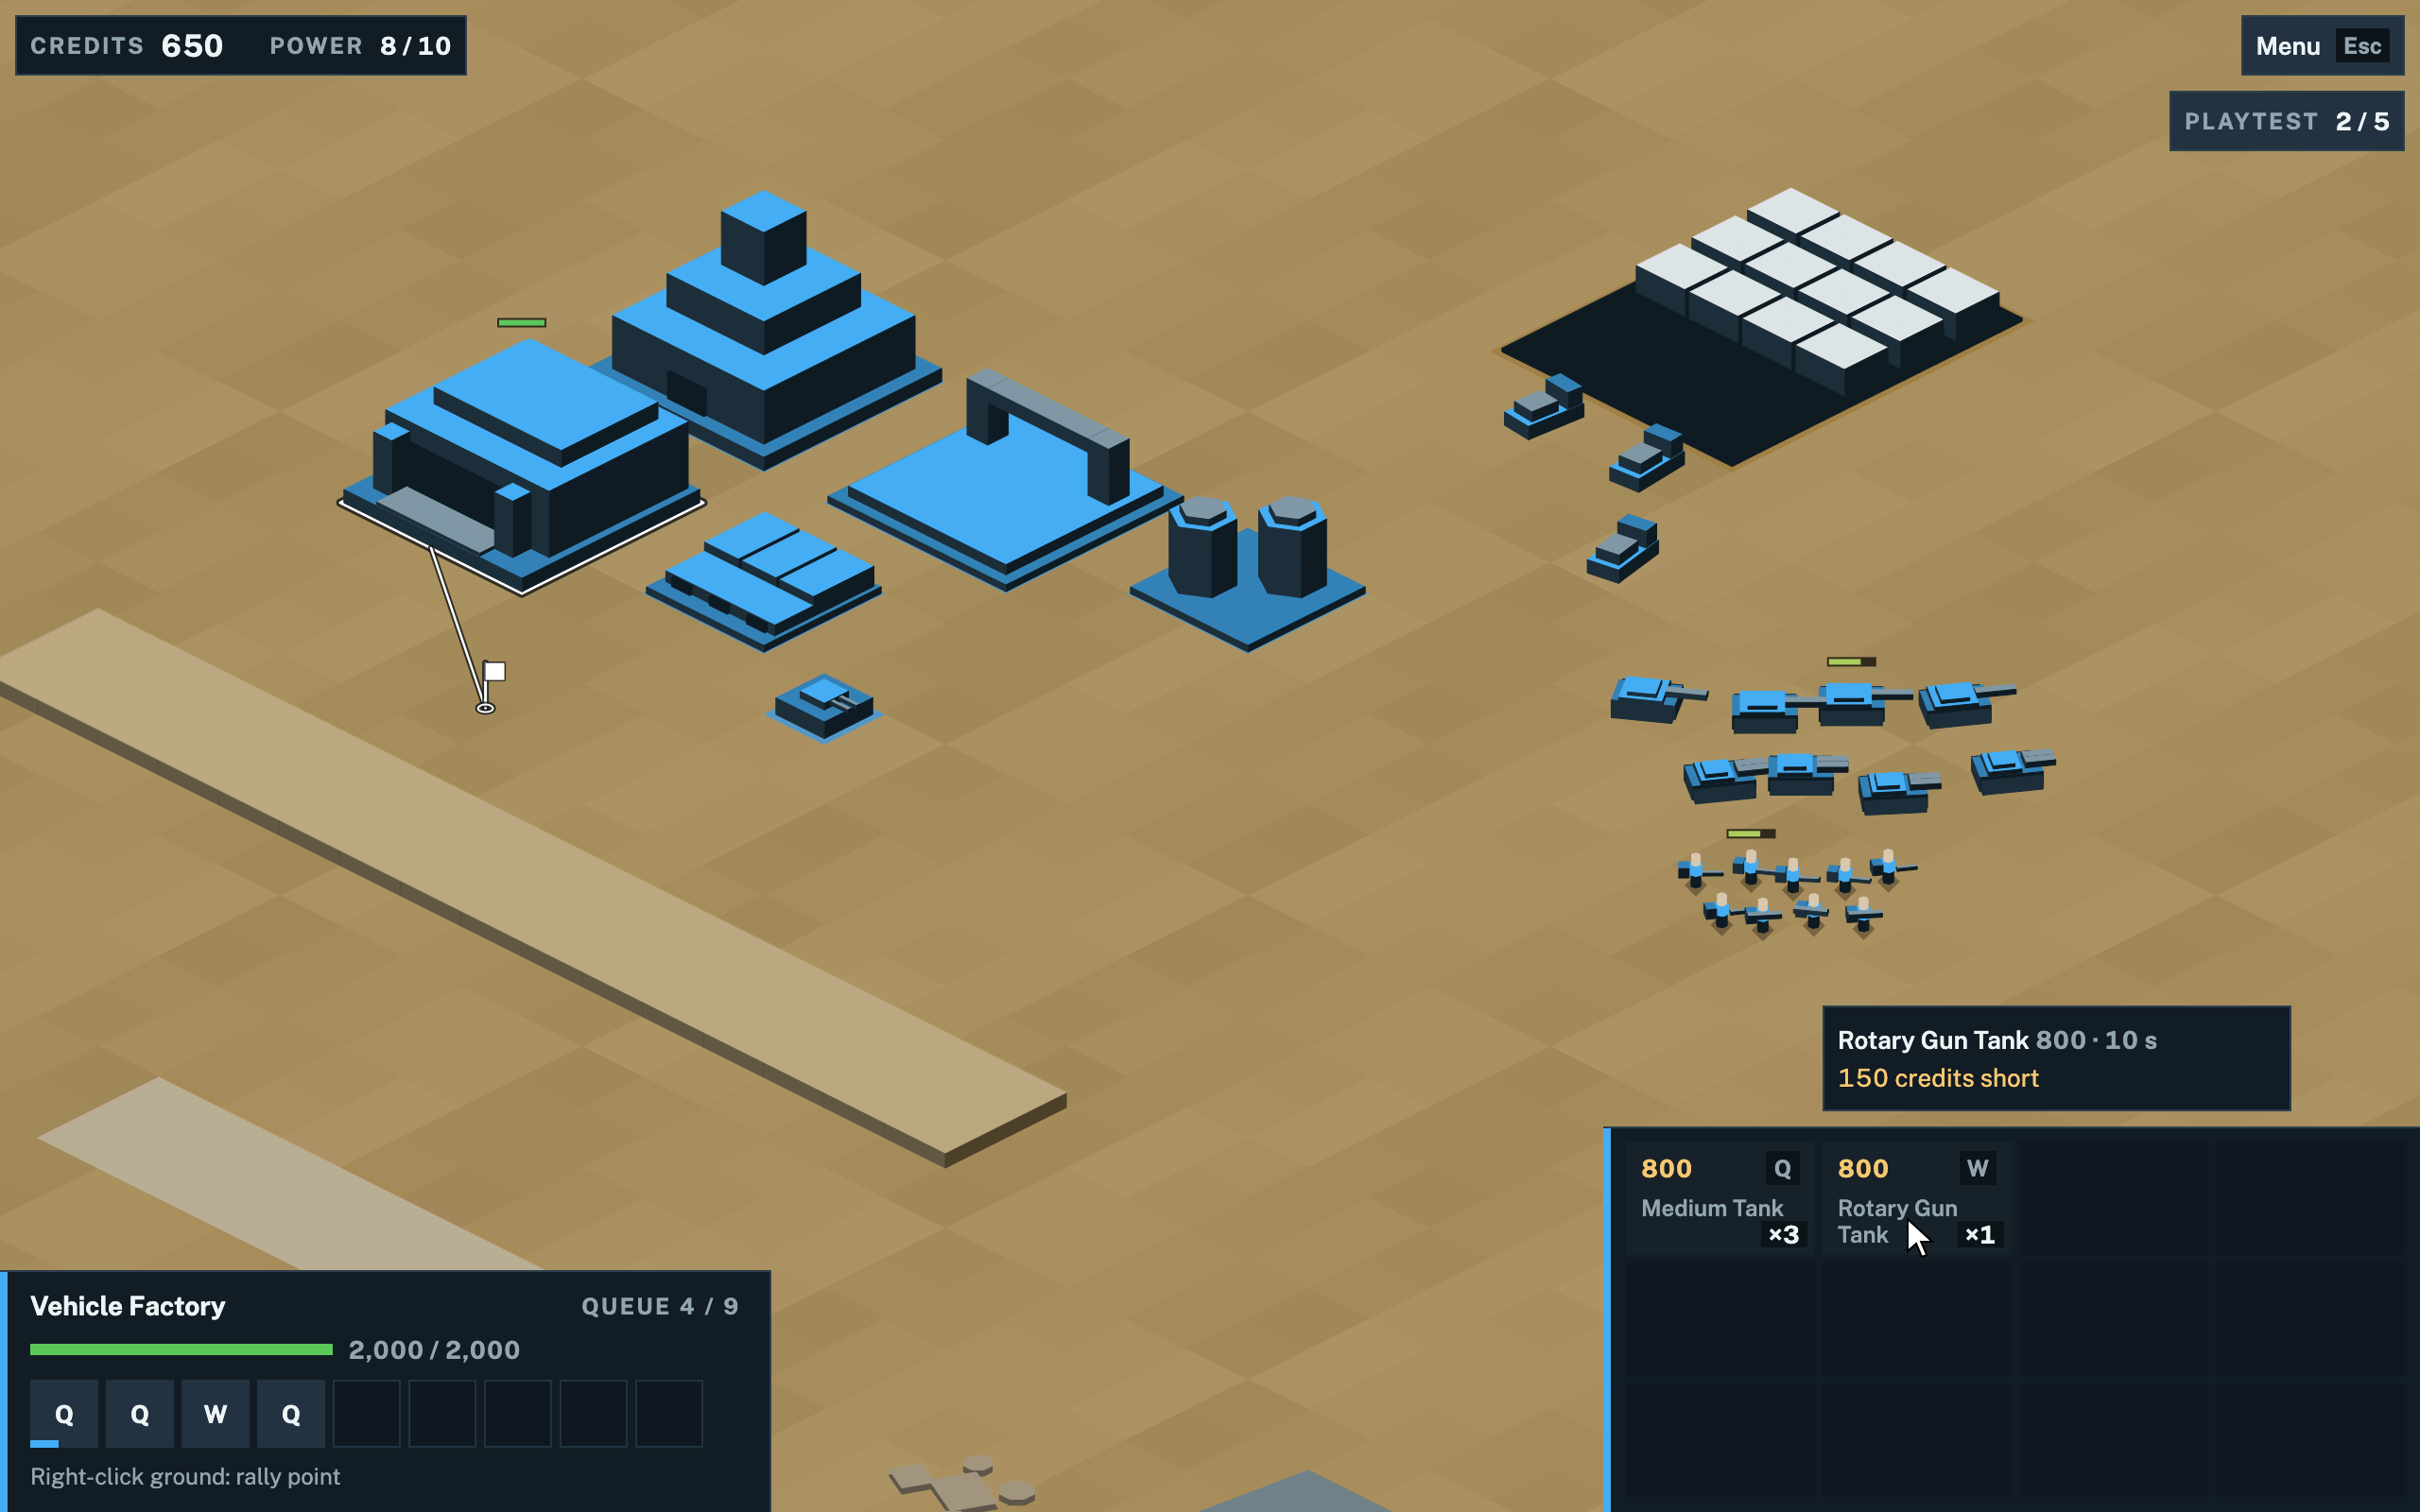 CREDITS 650 POWER 8/10
Menu Esc
PLAYTEST 2/5
Rotary Gun Tank 800 · 10 s
150 credits short
800 Q
Medium Tank
×3
800 W
Rotary Gun
Tank ×1
Vehicle Factory QUEUE 4 / 9
2,000 / 2,000
Q Q W Q
Right-click ground: rally point